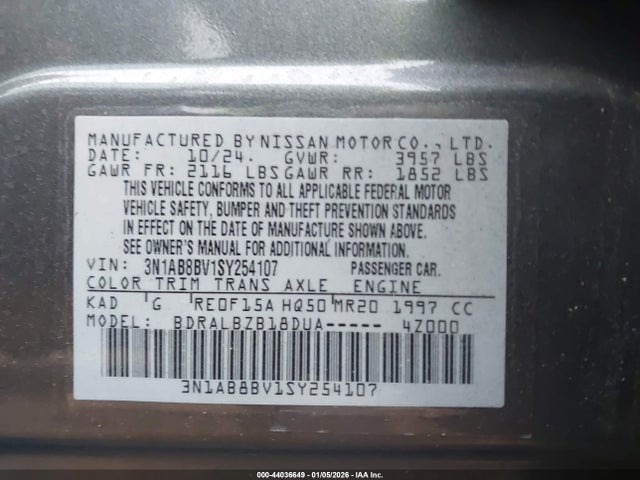 MANUFACTURED BY NISSAN MOTOR CO., LTD.
DATE: 10/24. GVWR: 3957 LBS
GAWR FR: 2116 LBS GAWR RR: 1852 LBS
THIS VEHICLE CONFORMS TO ALL APPLICABLE FEDERAL MOTOR
VEHICLE SAFETY, BUMPER AND THEFT PREVENTION STANDARDS
IN EFFECT ON THE DATE OF MANUFACTURE SHOWN ABOVE.
SEE OWNER'S MANUAL FOR ADDITIONAL INFORMATION.
VIN: 3N1AB8BV1SY254107 PASSENGER CAR.
COLOR TRIM TRANS AXLE ENGINE
KAD G RE0F15A HQ50 MR20 1997 CC
MODEL: BDRALBZB18DUA----- 4Z000
3N1AB8BV1SY254107
000-44036649 | 01/05/2026 | IAA Inc.